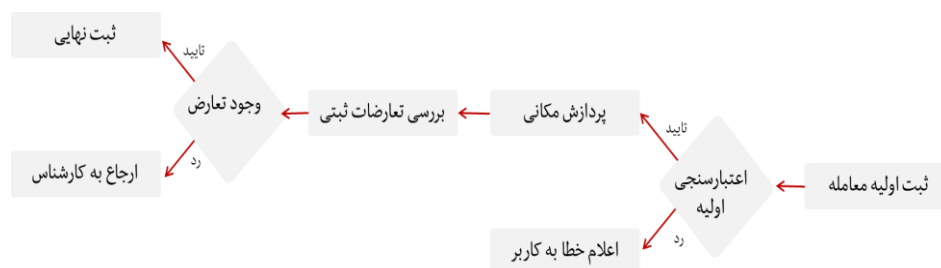 ثبت اولیه معامله
اعتبارسنجی
اولیه
تایید
رد
پردازش مکانی
اعلام خطا به کاربر
بررسی تعارضات ثبتی
وجود تعارض
تایید
رد
ثبت نهایی
ارجاع به کارشناس